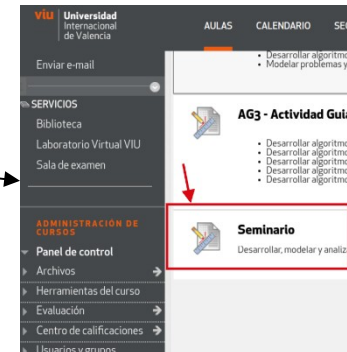 viu
Universidad
Internacional
de Valencia
AULAS
CALENDARIO
Enviar e-mail
SERVICIOS
Biblioteca
Laboratorio Virtual VIU
Sala de examen
ADMINISTRACIÓN DE
CURSOS
Panel de control
Archivos
Herramientas del curso
Evaluación
Centro de calificaciones
Usuarios y grupos
Desarrollar algoritmo
Modelar problemas y
AG3 - Actividad Guia
Desarrollar algoritmo
Desarrollar algoritmo
Desarrollar algoritmo
Desarrollar algoritmo
Seminario
Desarrollar, modelar y analiz